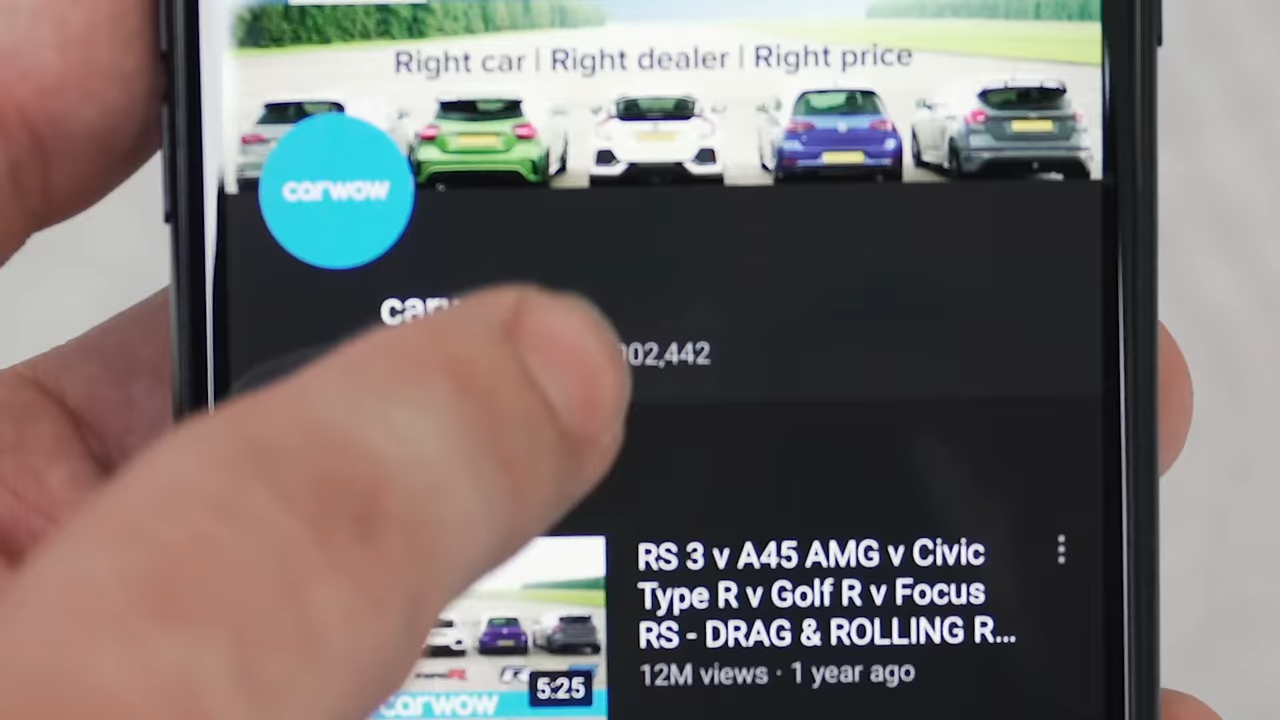 Right car | Right dealer | Right price
carwow
002,442
RS 3 v A45 AMG v Civic
Type R v Golf R v Focus
RS - DRAG & ROLLING R...
12M views · 1 year ago
5:25
carwow